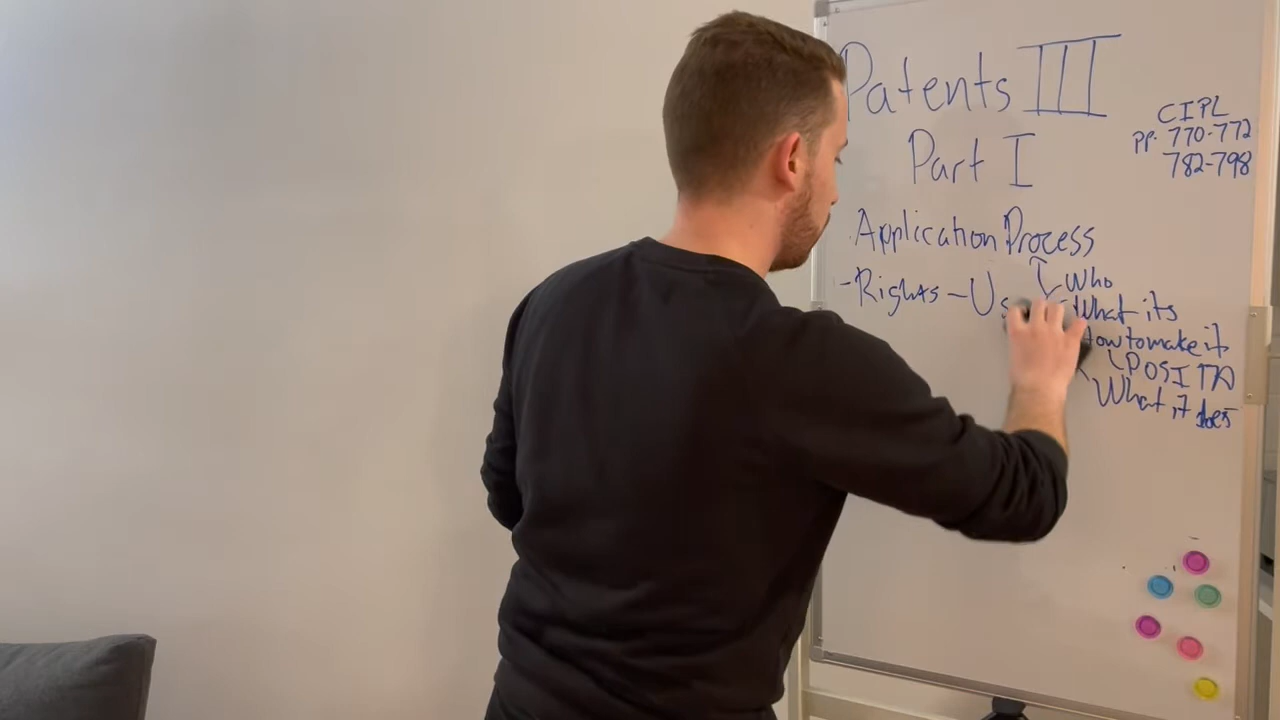 Patents III
Part I
CIPL
pp. 770-772
782-798
Application Process
-Rights - Us
Who
What its
How to make it
POSITA
What it does